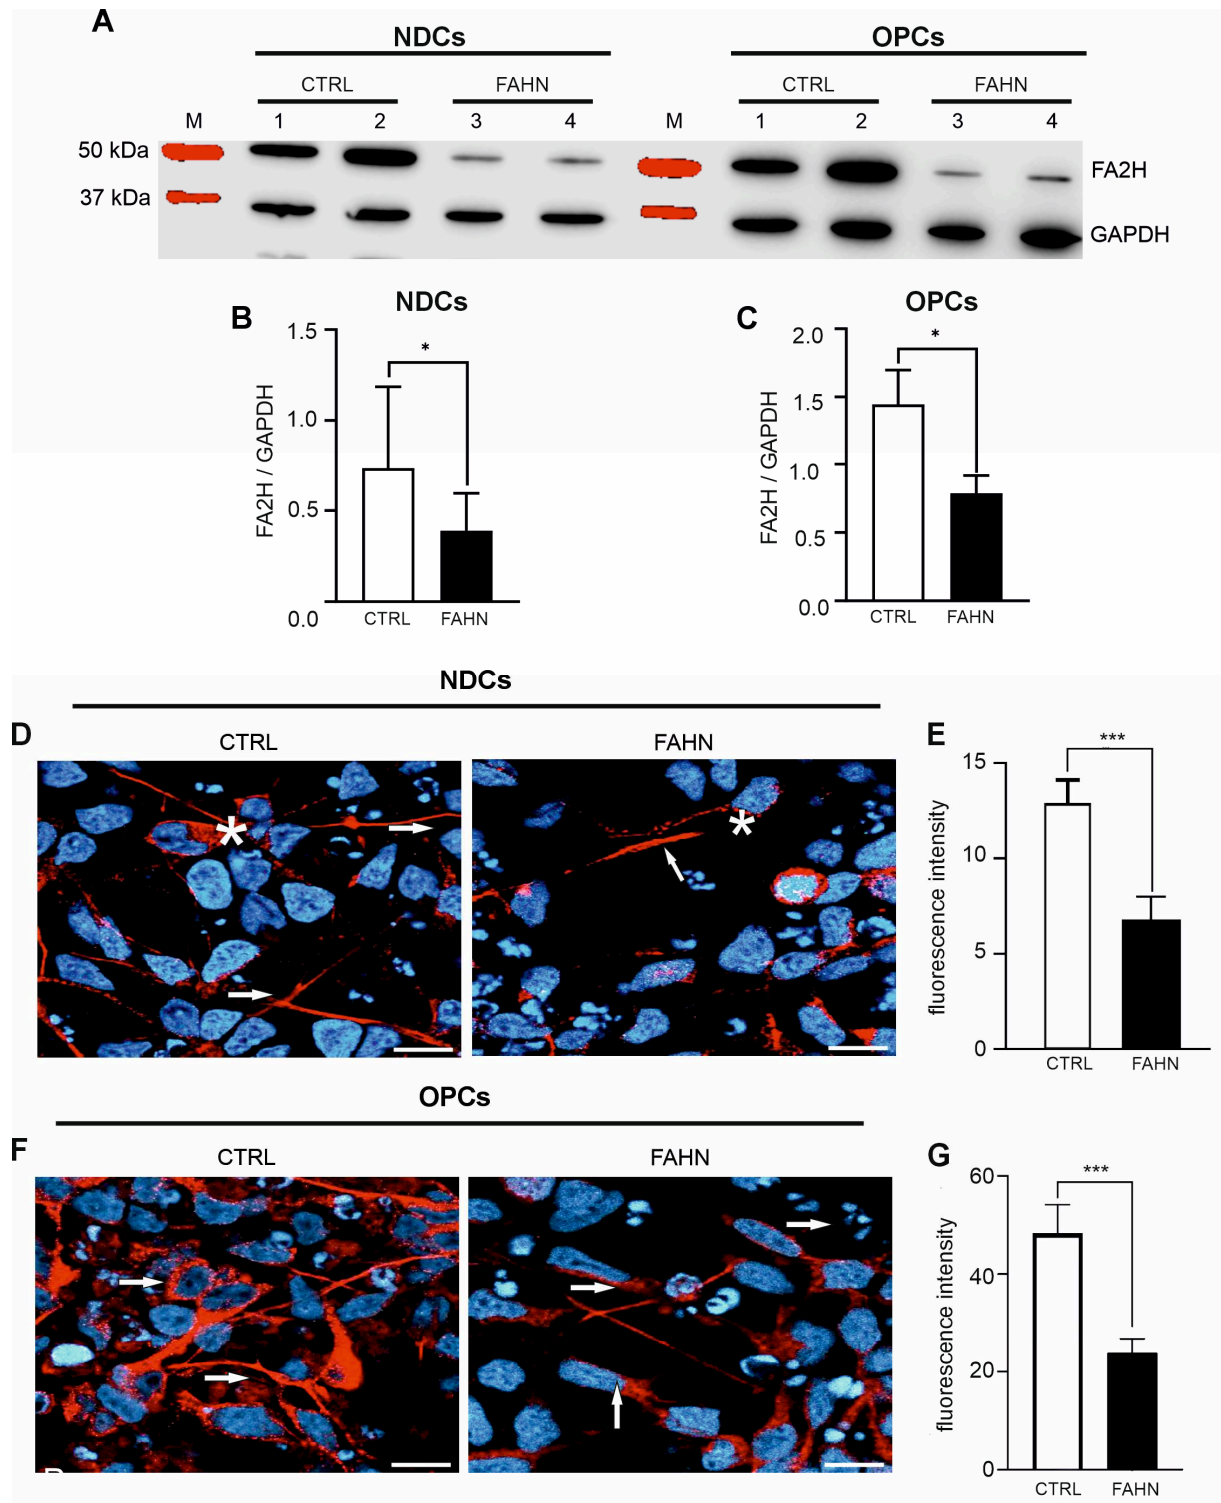 A
NDCs OPCs
CTRL FAHN CTRL FAHN
M 1 2 3 4 M 1 2 3 4
50 kDa
FA2H
37 kDa
GAPDH
B NDCs
1.5
*
1.0
0.5
0.0
FA2H / GAPDH
CTRL FAHN
C OPCs
2.0
*
1.5
1.0
0.5
0.0
FA2H / GAPDH
CTRL FAHN
NDCs
D CTRL FAHN
*
*
E
***
15
10
5
0
fluorescence intensity
CTRL FAHN
OPCs
F CTRL FAHN
G
***
60
40
20
0
fluorescence intensity
CTRL FAHN